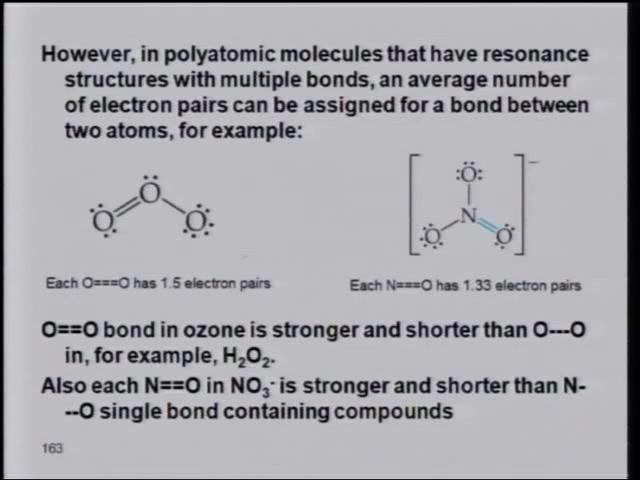 However, in polyatomic molecules that have resonance
structures with multiple bonds, an average number
of electron pairs can be assigned for a bond between
two atoms, for example:
O O O
O N O O −
Each O===O has 1.5 electron pairs
Each N===O has 1.33 electron pairs
O==O bond in ozone is stronger and shorter than O---O
in, for example, H₂O₂.
Also each N==O in NO₃⁻ is stronger and shorter than N-
--O single bond containing compounds
163